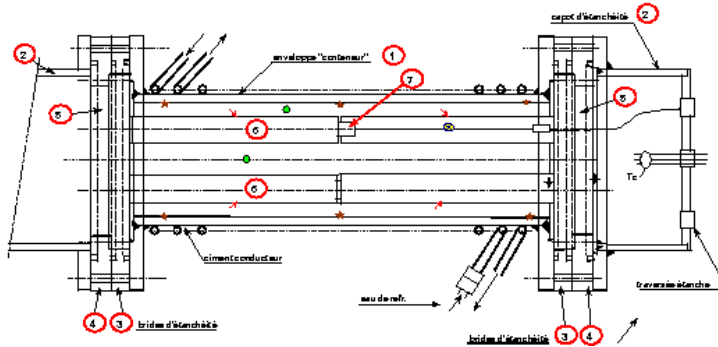 capot d'étanchéité 2
enveloppe "conteneur" 1
2
7
5
5
6
6
Tc
ciment conducteur
traversée étanche
eau de refr.
4 3 brides d'étanchéité
brides d'étanchéité 3 4